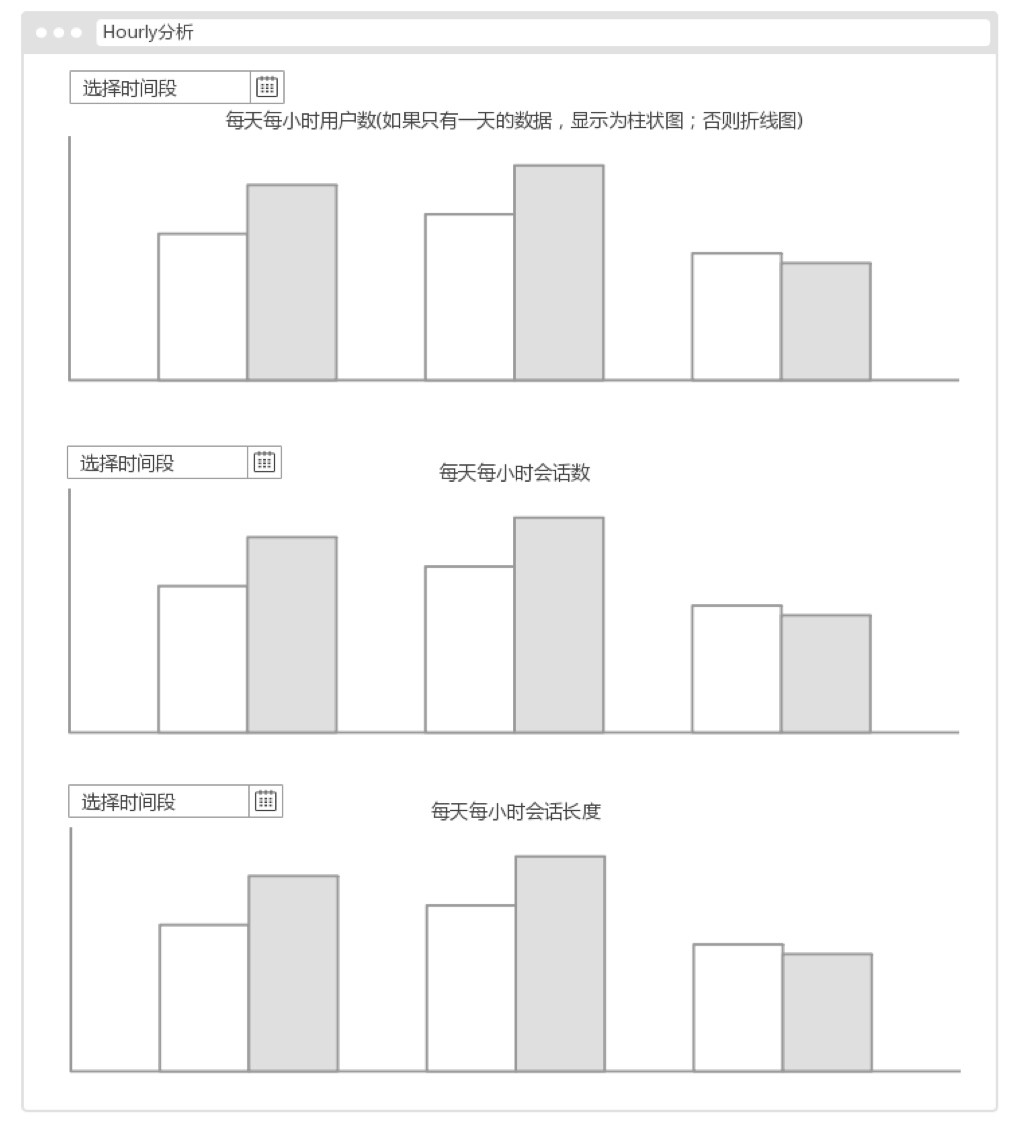 Hourly分析
选择时间段
每天每小时用户数(如果只有一天的数据，显示为柱状图；否则折线图)
选择时间段
每天每小时会话数
选择时间段
每天每小时会话长度